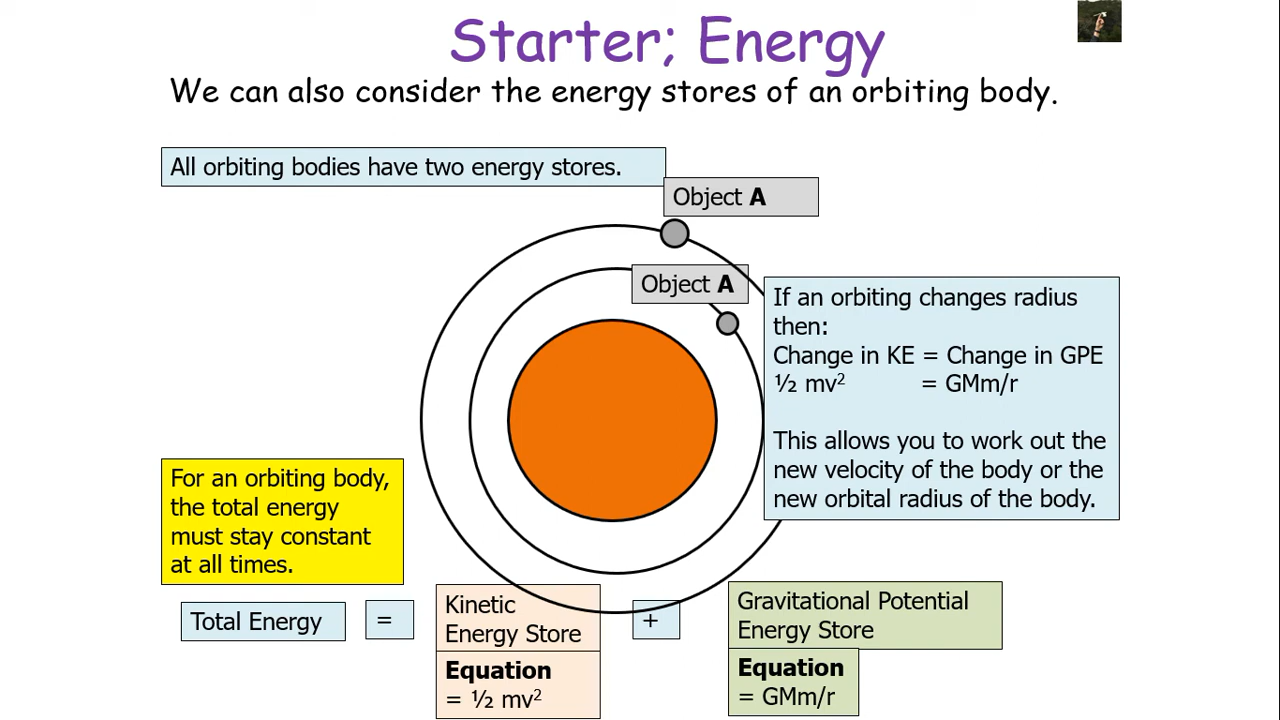 Starter; Energy
We can also consider the energy stores of an orbiting body.
All orbiting bodies have two energy stores.
Object A
Object A
If an orbiting changes radius
then:
Change in KE = Change in GPE
½ mv² = GMm/r
This allows you to work out the
new velocity of the body or the
new orbital radius of the body.
For an orbiting body,
the total energy
must stay constant
at all times.
Total Energy
=
Kinetic
Energy Store
+
Gravitational Potential
Energy Store
Equation
= ½ mv²
Equation
= GMm/r